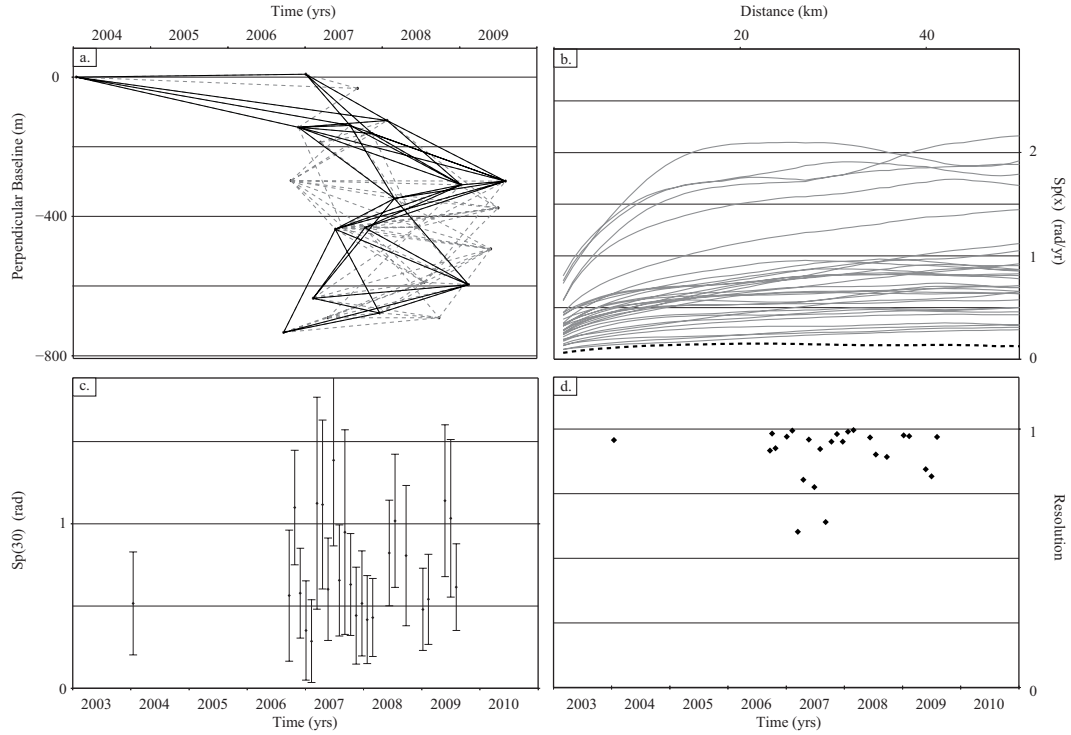 Time (yrs)
Distance (km)
2004 2005 2006 2007 2008 2009
20 40
a.
b.
0
−400
−800
Perpendicular Baseline (m)
2
1
0
Sp(x) (rad/yr)
c.
d.
1
0
Sp(30) (rad)
1
0
Resolution
2003 2004 2005 2006 2007 2008 2009 2010
2003 2004 2005 2006 2007 2008 2009 2010
Time (yrs)
Time (yrs)